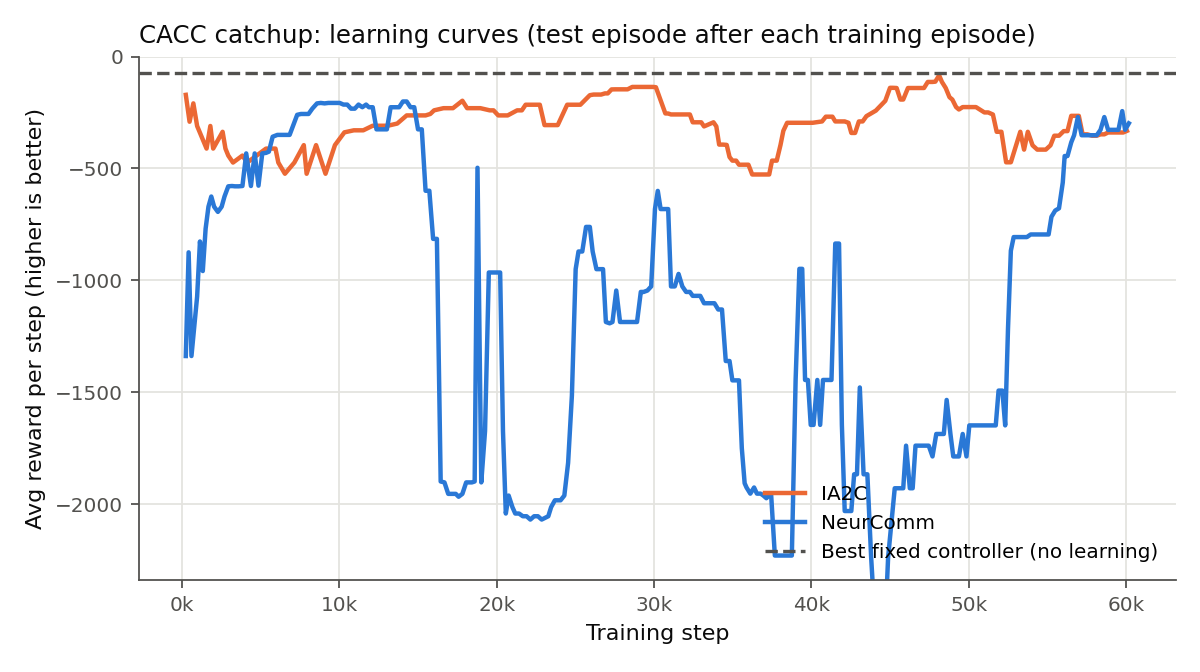 CACC catchup: learning curves (test episode after each training episode)
Avg reward per step (higher is better)
0
−500
−1000
−1500
−2000
IA2C
NeurComm
Best fixed controller (no learning)
0k
10k
20k
30k
40k
50k
60k
Training step